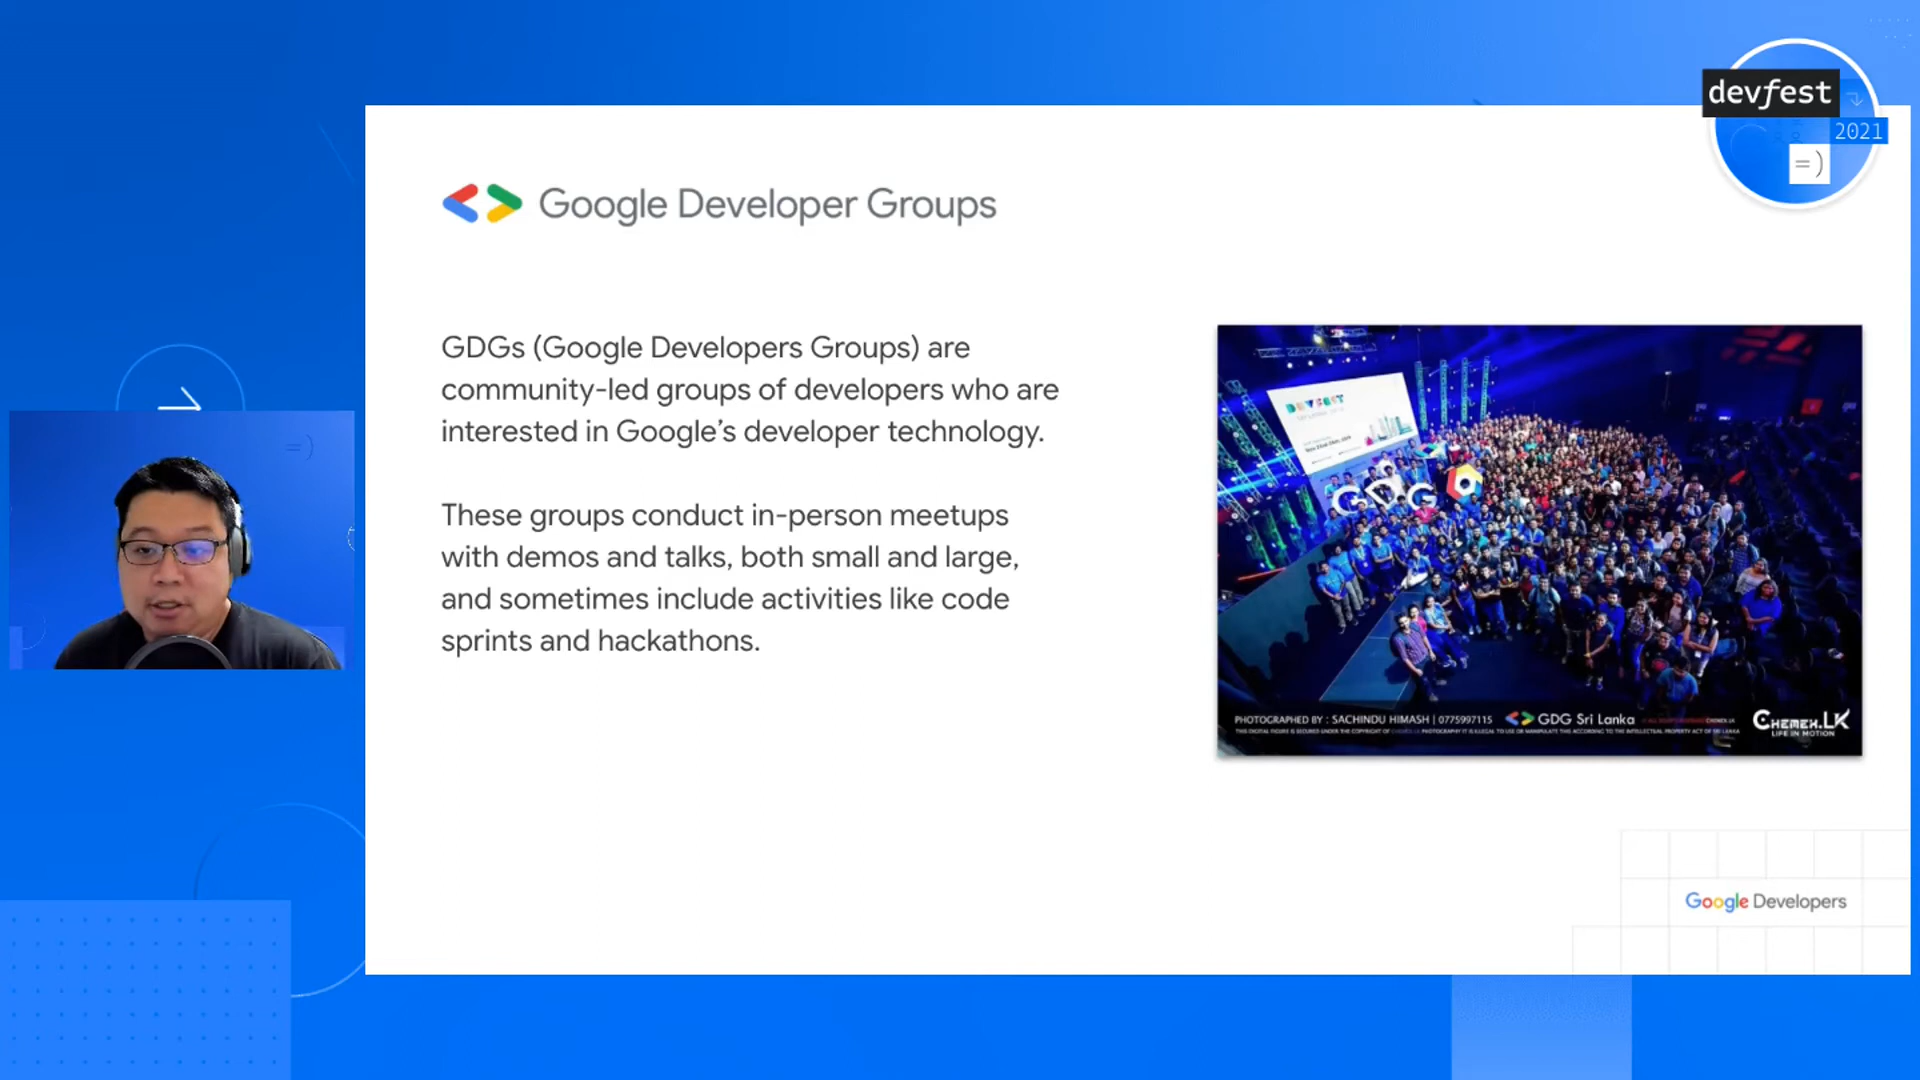 devfest
2021
=)
Google Developer Groups
GDGs (Google Developers Groups) are
community-led groups of developers who are
interested in Google’s developer technology.
These groups conduct in-person meetups
with demos and talks, both small and large,
and sometimes include activities like code
sprints and hackathons.
=)
DEVFEST
GDG
PHOTOGRAPHED BY : SACHINDU HIMASH | 0775997115 GDG Sri Lanka CHEMEX.LK
LIFE IN MOTION
Google Developers